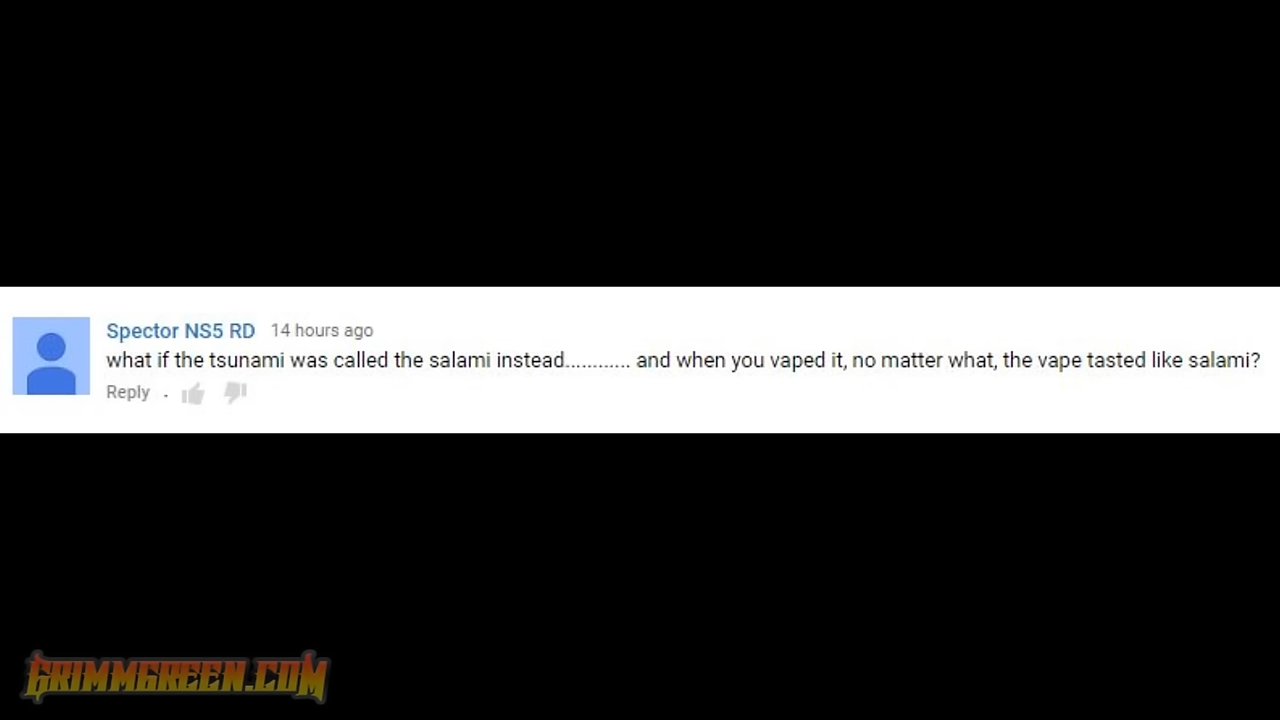 Spector NS5 RD 14 hours ago
what if the tsunami was called the salami instead............ and when you vaped it, no matter what, the vape tasted like salami?
Reply .
GRIMMGREEN.COM